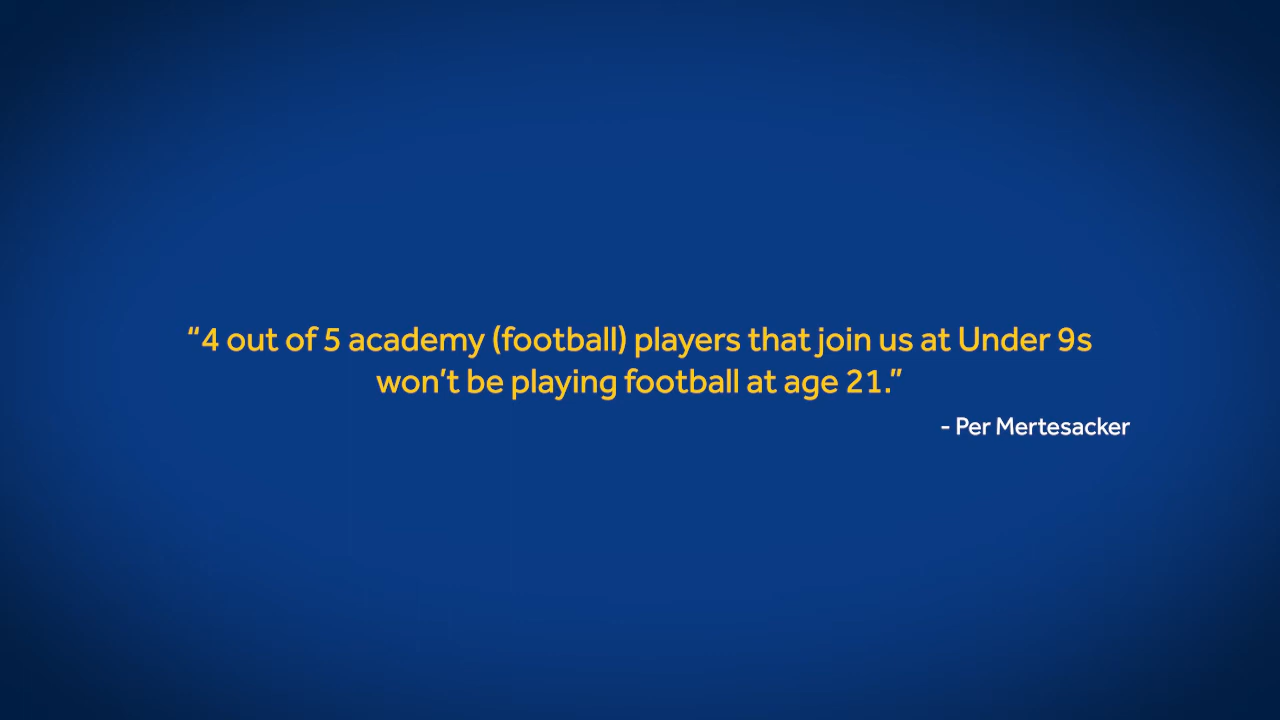 “4 out of 5 academy (football) players that join us at Under 9s
won’t be playing football at age 21.”
- Per Mertesacker